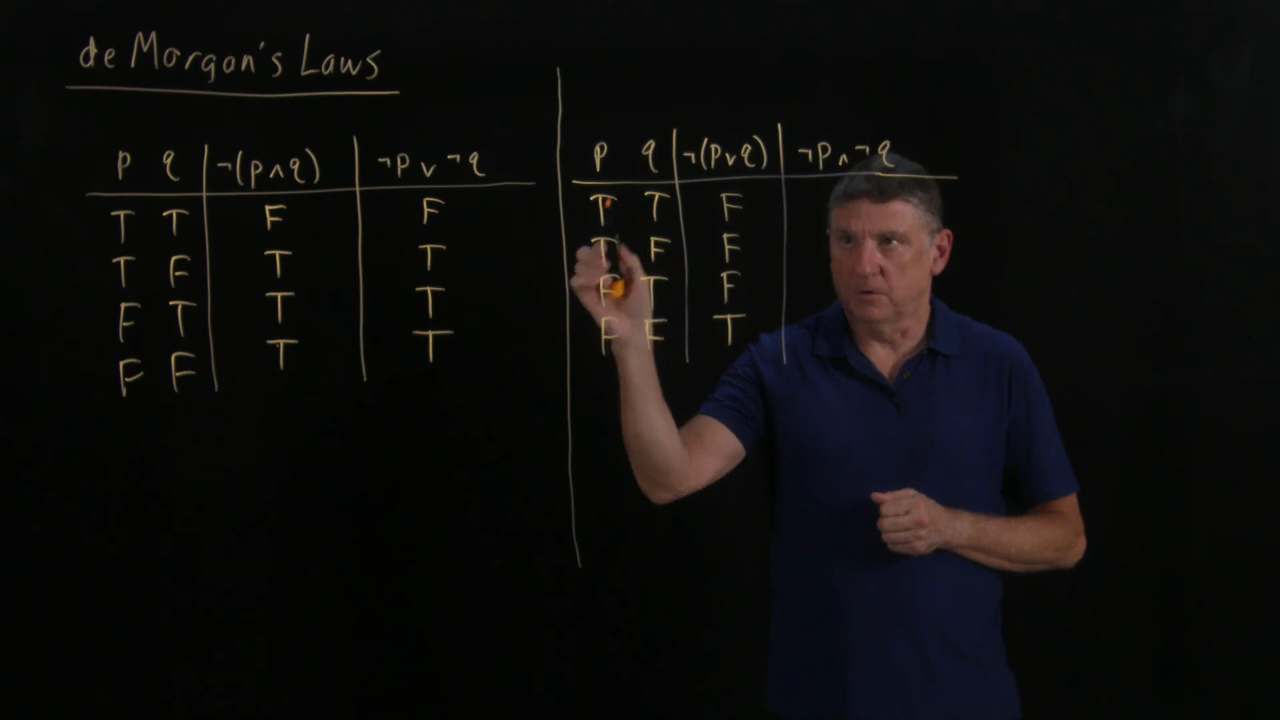 de Morgan's Laws
p q ¬(p∧q) ¬p∨¬q
T T F F
T F T T
F T T T
F F T T
p q ¬(p∨q) ¬p∧¬q
T T F
T F F
F T F
F F T